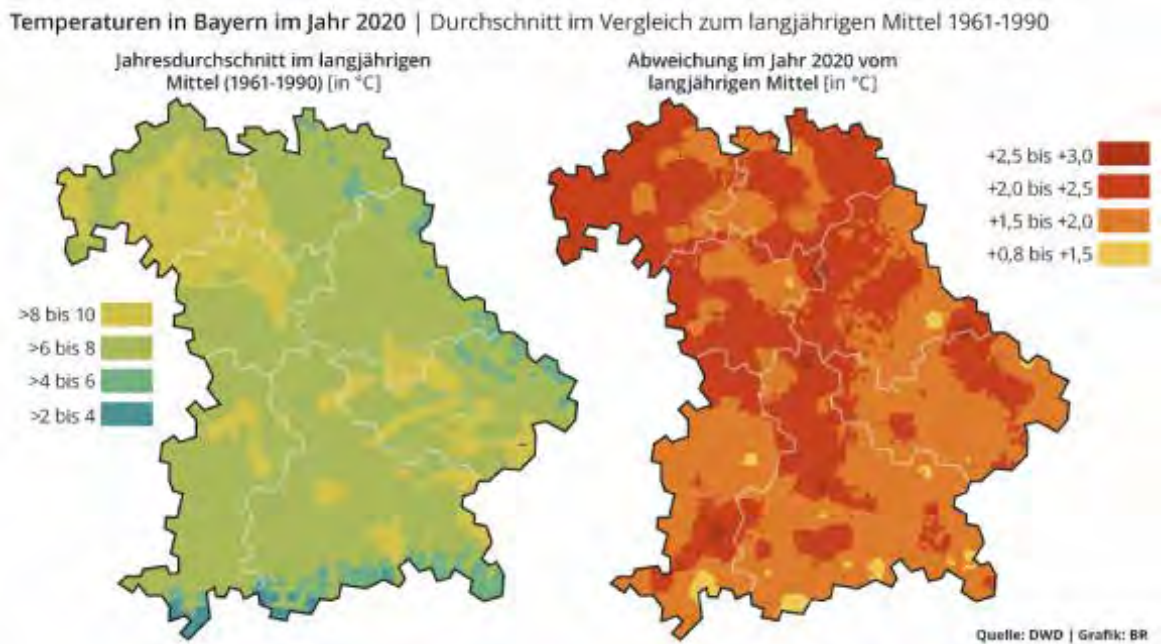 Temperaturen in Bayern im Jahr 2020 | Durchschnitt im Vergleich zum langjährigen Mittel 1961-1990
Jahresdurchschnitt im langjährigen
Mittel (1961-1990) [in °C]
>8 bis 10
>6 bis 8
>4 bis 6
>2 bis 4
Abweichung im Jahr 2020 vom
langjährigen Mittel [in °C]
+2,5 bis +3,0
+2,0 bis +2,5
+1,5 bis +2,0
+0,8 bis +1,5
Quelle: DWD | Grafik: BR